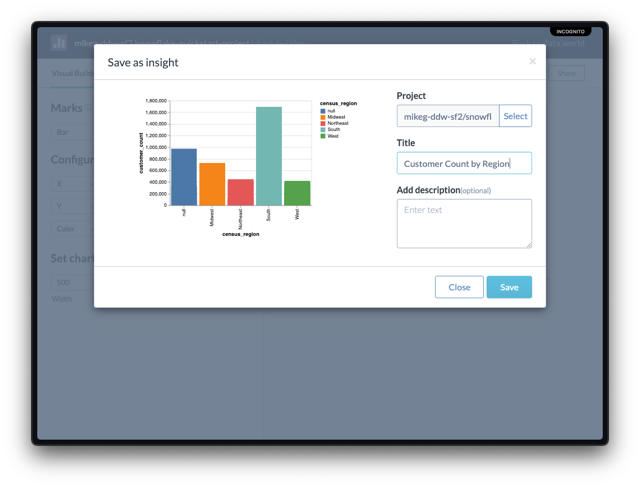 INCOGNITO
Visual Build
Share
Marks
Bar
Configur
X
Y
Color
Set chart
500
Width
Save as insight
×
1,800,000
1,600,000
1,400,000
1,200,000
1,000,000
800,000
600,000
400,000
200,000
0
customer_count
null
Midwest
Northeast
South
West
census_region
census_region
null
Midwest
Northeast
South
West
Project
mikeg-ddw-sf2/snowfl
Select
Title
Customer Count by Region
Add description(optional)
Enter text
Close
Save